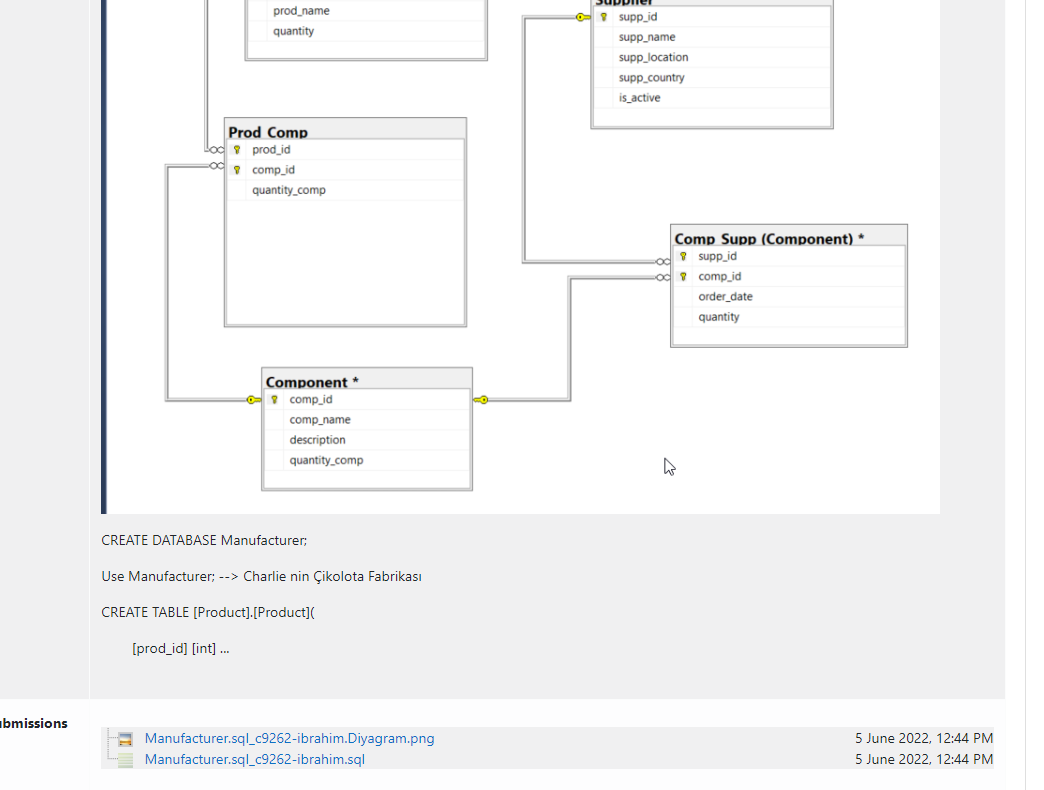 prod_name
quantity
Supplier
supp_id
supp_name
supp_location
supp_country
is_active
Prod_Comp
prod_id
comp_id
quantity_comp
Comp_Supp (Component) *
supp_id
comp_id
order_date
quantity
Component *
comp_id
comp_name
description
quantity_comp
CREATE DATABASE Manufacturer;
Use Manufacturer; --> Charlie nin Çikolota Fabrikası
CREATE TABLE [Product].[Product](
[prod_id] [int] ...
ubmissions
Manufacturer.sql_c9262-ibrahim.Diyagram.png 5 June 2022, 12:44 PM
Manufacturer.sql_c9262-ibrahim.sql 5 June 2022, 12:44 PM